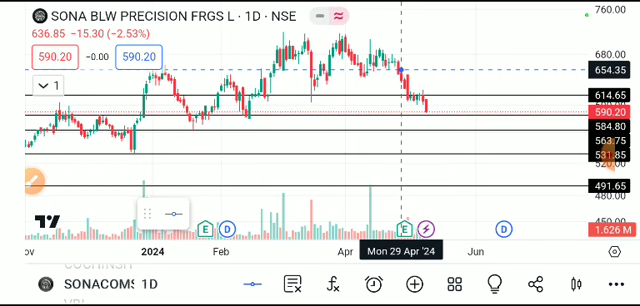 SONA BLW PRECISION FRGS L · 1D · NSE
760.00
636.85 −15.30 (−2.53%)
590.20 −0.00 590.20
680.00
654.35
1
614.65
590.20
584.80
563.75
531.85
520.00
491.65
480.00
450.00
1.626 M
E D E D
ov 2024 Feb Apr Mon 29 Apr '24 Jun
SONACOMS 1D